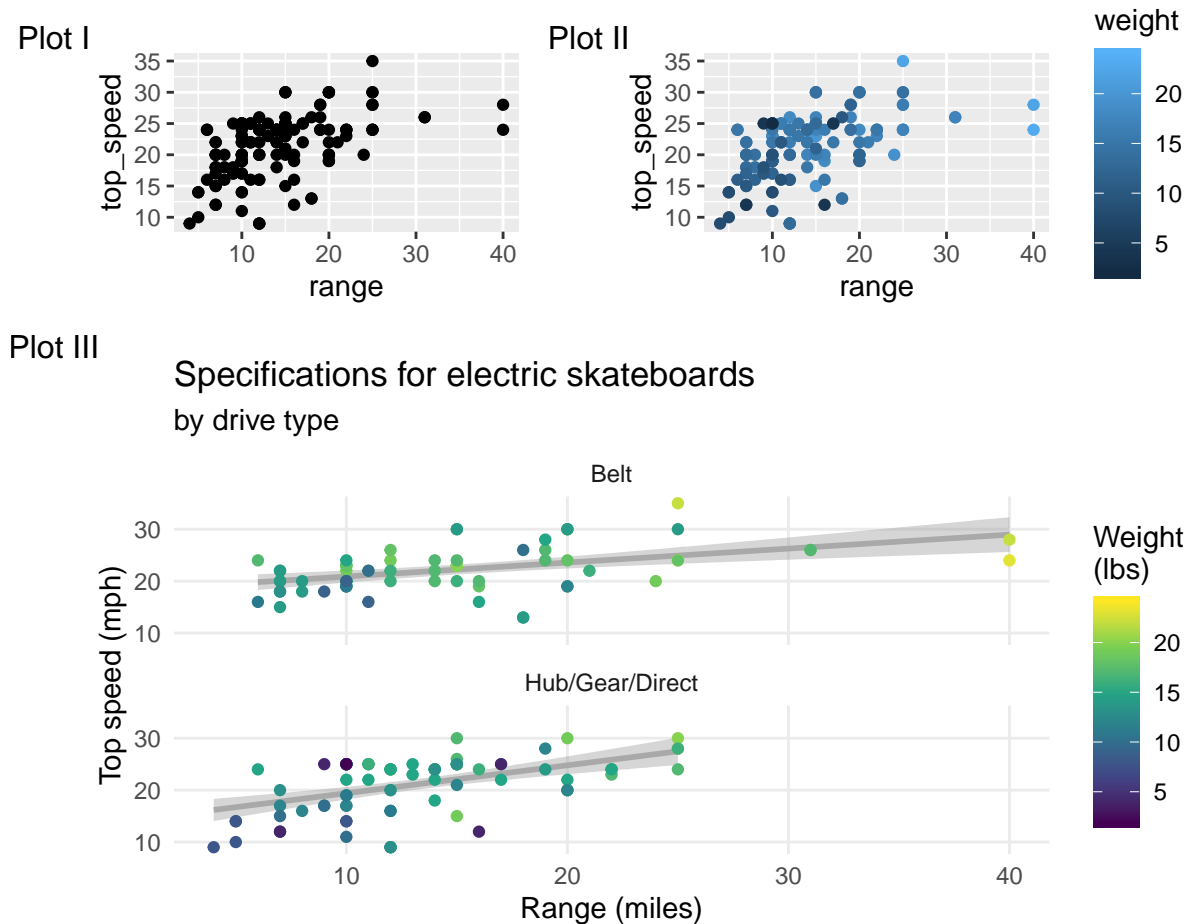 Plot I
35
30
25
20
15
10
top_speed
10 20 30 40
range
Plot II
35
30
25
20
15
10
top_speed
10 20 30 40
range
weight
20
15
10
5
Plot III
Specifications for electric skateboards
by drive type
Belt
30
20
10
Hub/Gear/Direct
30
20
10
Top speed (mph)
10 20 30 40
Range (miles)
Weight
(lbs)
20
15
10
5